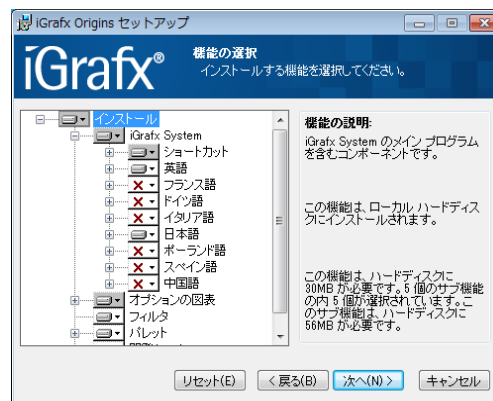 iGrafx Origins セットアップ
iGrafx®
機能の選択
インストールする機能を選択してください。
インストール
iGrafx System
ショートカット
英語
フランス語
ドイツ語
イタリア語
日本語
ポーランド語
スペイン語
中国語
オプションの図表
フィルタ
パレット
機能の説明:
iGrafx System のメイン プログラム
を含むコンポーネントです。
この機能は、ローカル ハードディス
クにインストールされます。
この機能は、ハードディスクに
30MB が必要です。5 個のサブ機能
の内 5 個が選択されています。こ
のサブ機能は、ハードディスクに
56MB が必要です。
リセット(E)
< 戻る(B)
次へ(N) >
キャンセル